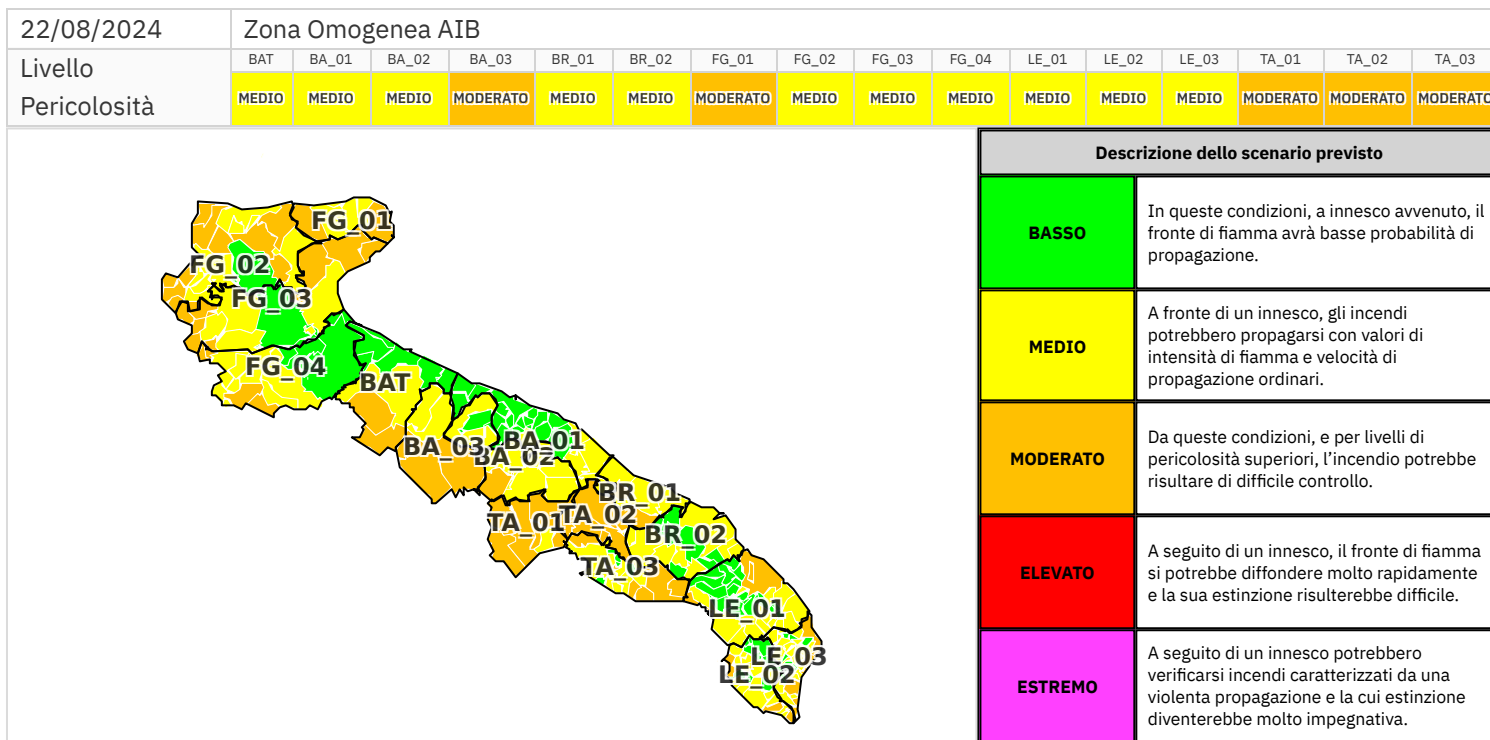 22/08/2024 Zona Omogenea AIB
Livello Pericolosità
BAT BA_01 BA_02 BA_03 BR_01 BR_02 FG_01 FG_02 FG_03 FG_04 LE_01 LE_02 LE_03 TA_01 TA_02 TA_03
MEDIO MEDIO MEDIO MODERATO MEDIO MEDIO MODERATO MEDIO MEDIO MEDIO MEDIO MEDIO MEDIO MODERATO MODERATO MODERATO
FG_01
FG_02
FG_03
FG_04
BAT
BA_03
BA_01
BA_02
BR_01
TA_01
TA_02
BR_02
TA_03
LE_01
LE_03
LE_02
Descrizione dello scenario previsto
BASSO
In queste condizioni, a innesco avvenuto, il
fronte di fiamma avrà basse probabilità di
propagazione.
MEDIO
A fronte di un innesco, gli incendi
potrebbero propagarsi con valori di
intensità di fiamma e velocità di
propagazione ordinari.
MODERATO
Da queste condizioni, e per livelli di
pericolosità superiori, l’incendio potrebbe
risultare di difficile controllo.
ELEVATO
A seguito di un innesco, il fronte di fiamma
si potrebbe diffondere molto rapidamente
e la sua estinzione risulterebbe difficile.
ESTREMO
A seguito di un innesco potrebbero
verificarsi incendi caratterizzati da una
violenta propagazione e la cui estinzione
diventerebbe molto impegnativa.